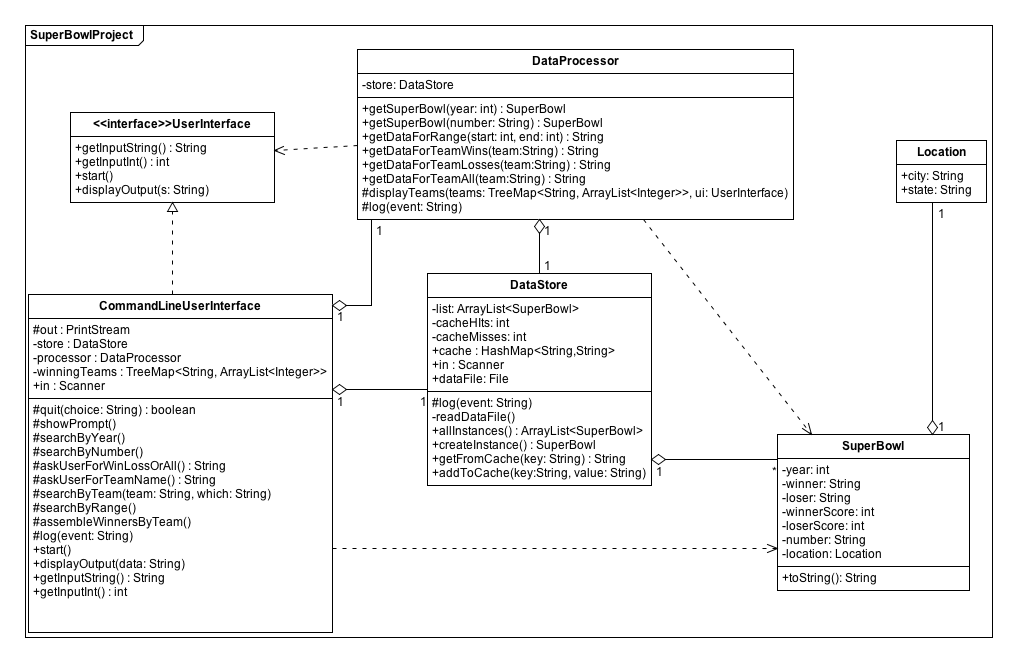 SuperBowlProject
DataProcessor
-store: DataStore
+getSuperBowl(year: int) : SuperBowl
+getSuperBowl(number: String) : SuperBowl
+getDataForRange(start: int, end: int) : String
+getDataForTeamWins(team:String) : String
+getDataForTeamLosses(team:String) : String
+getDataForTeamAll(team:String) : String
#displayTeams(teams: TreeMap<String, ArrayList<Integer>>, ui: UserInterface)
#log(event: String)
<<interface>>UserInterface
+getInputString() : String
+getInputInt() : int
+start()
+displayOutput(s: String)
Location
+city: String
+state: String
1
1
1
1
1
CommandLineUserInterface
#out : PrintStream
-store : DataStore
-processor : DataProcessor
-winningTeams : TreeMap<String, ArrayList<Integer>>
+in : Scanner
#quit(choice: String) : boolean
#showPrompt()
#searchByYear()
#searchByNumber()
#askUserForWinLossOrAll() : String
#askUserForTeamName() : String
#searchByTeam(team: String, which: String)
#searchByRange()
#assembleWinnersByTeam()
#log(event: String)
+start()
+displayOutput(data: String)
+getInputString() : String
+getInputInt() : int
1
1
DataStore
-list: ArrayList<SuperBowl>
-cacheHIts: int
-cacheMisses: int
+cache : HashMap<String,String>
+in : Scanner
+dataFile: File
#log(event: String)
-readDataFile()
+allInstances() : ArrayList<SuperBowl>
+createInstance() : SuperBowl
+getFromCache(key: String) : String
+addToCache(key:String, value: String)
1
*
1
SuperBowl
-year: int
-winner: String
-loser: String
-winnerScore: int
-loserScore: int
-number: String
-location: Location
+toString(): String